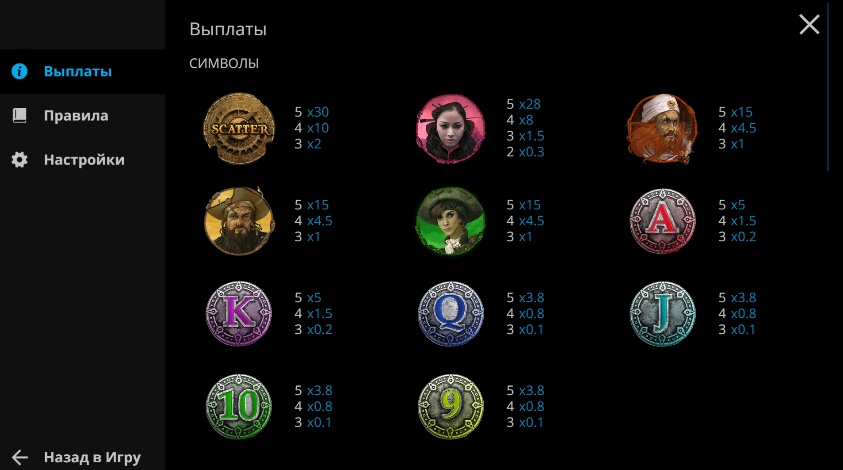 Выплаты
Правила
Настройки
Назад в Игру
Выплаты
СИМВОЛЫ
SCATTER
5 x30
4 x10
3 x2
5 x28
4 x8
3 x1.5
2 x0.3
5 x15
4 x4.5
3 x1
5 x15
4 x4.5
3 x1
5 x15
4 x4.5
3 x1
A
5 x5
4 x1.5
3 x0.2
K
5 x5
4 x1.5
3 x0.2
Q
5 x3.8
4 x0.8
3 x0.1
J
5 x3.8
4 x0.8
3 x0.1
10
5 x3.8
4 x0.8
3 x0.1
9
5 x3.8
4 x0.8
3 x0.1